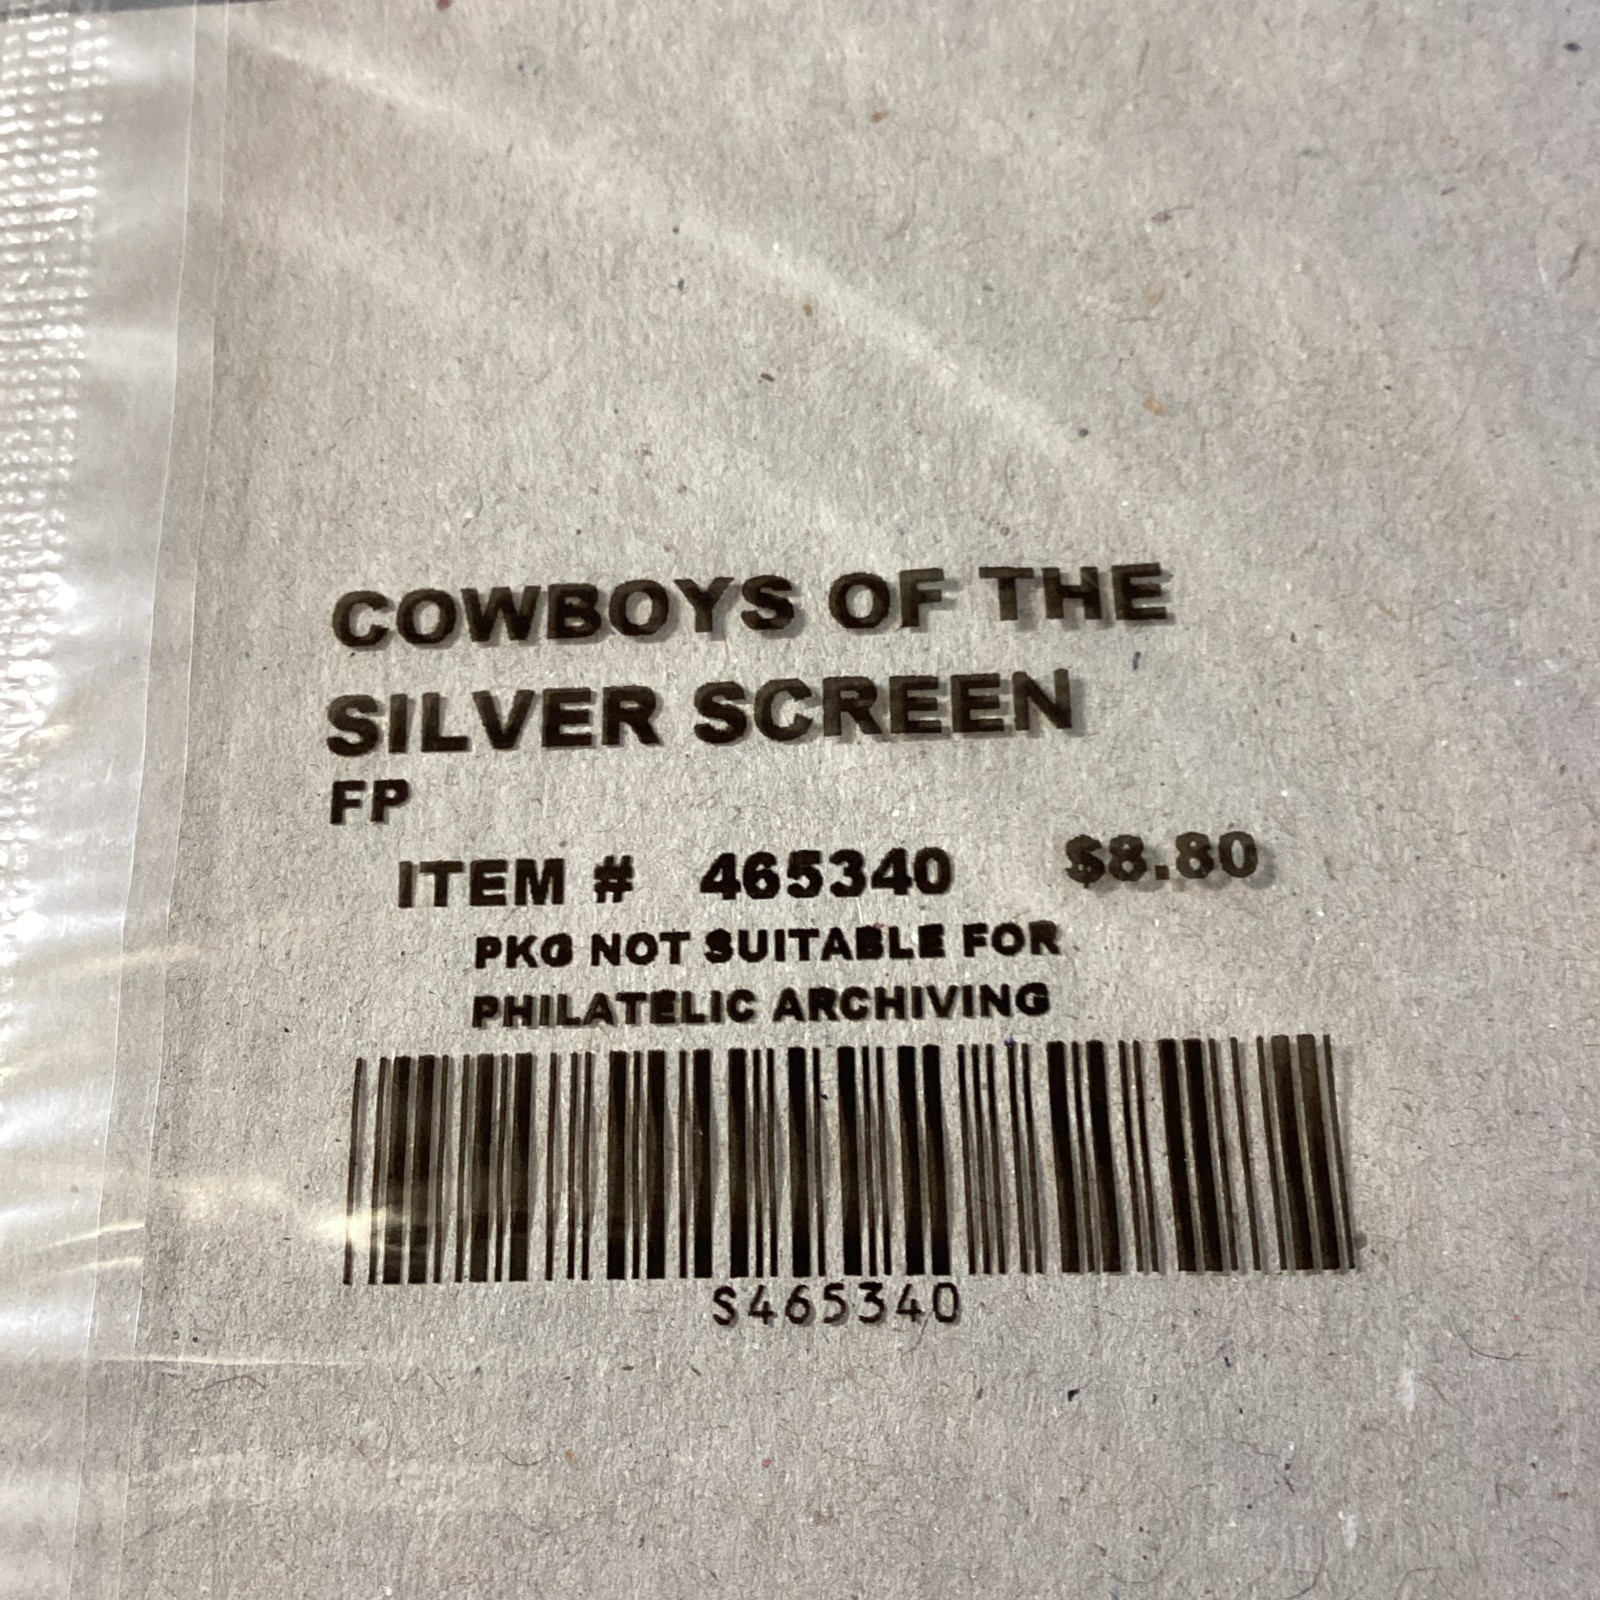 COWBOYS OF THE
SILVER SCREEN
FP
ITEM # 465340 $8.80
PKG NOT SUITABLE FOR
PHILATELIC ARCHIVING
S465340